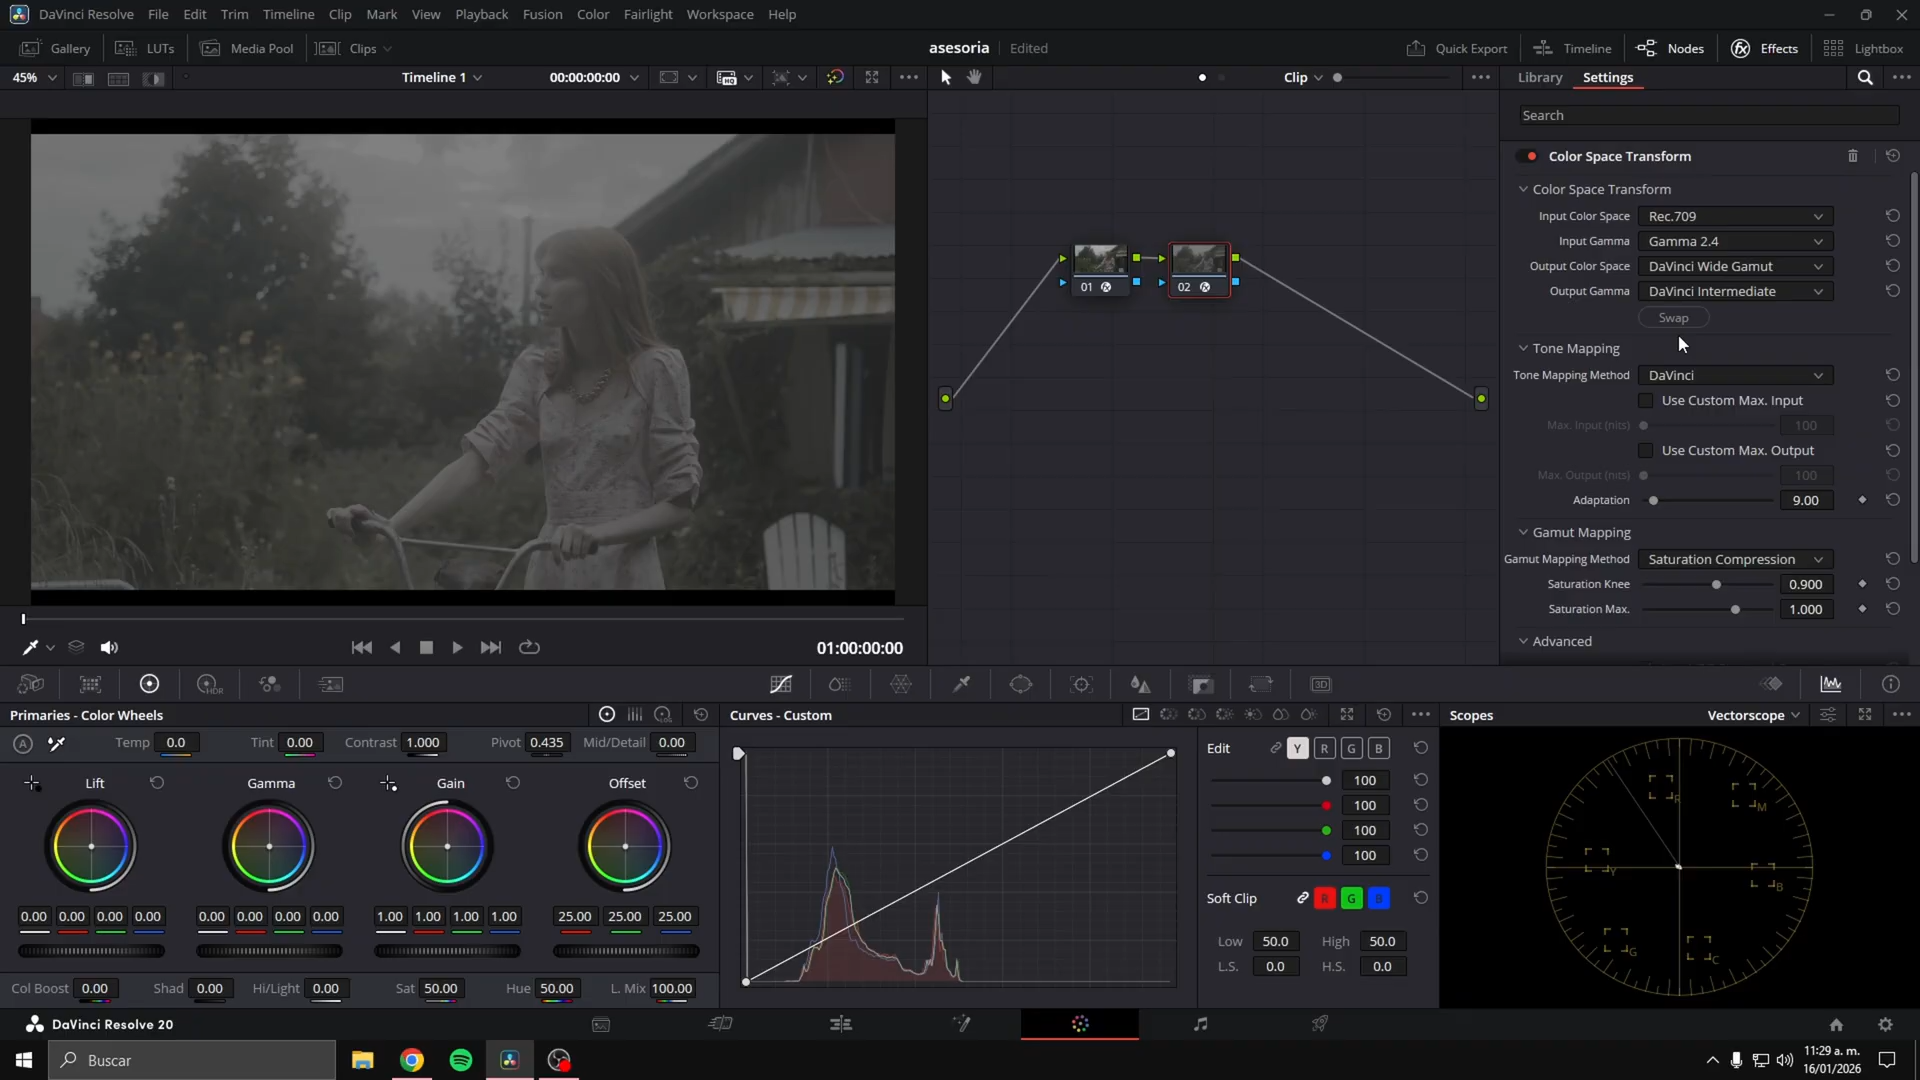 DaVinci Resolve File Edit Trim Timeline Clip Mark View Playback Fusion Color Fairlight Workspace Help
Gallery LUTs Media Pool Clips asesoria Edited Quick Export Timeline Nodes Effects Lightbox
45% Timeline 1 00:00:00:00 Clip Library Settings
Search
Color Space Transform
Color Space Transform
Input Color Space Rec.709
Input Gamma Gamma 2.4
Output Color Space DaVinci Wide Gamut
Output Gamma DaVinci Intermediate
Swap
01 02
Tone Mapping
Tone Mapping Method DaVinci
Use Custom Max. Input
Max. Input (nits) 100
Use Custom Max. Output
Max. Output (nits) 100
Adaptation 9.00
Gamut Mapping
Gamut Mapping Method Saturation Compression
Saturation Knee 0.900
Saturation Max. 1.000
Advanced
01:00:00:00
HDR 3D
Primaries - Color Wheels Curves - Custom Scopes Vectorscope
A Temp 0.0 Tint 0.00 Contrast 1.000 Pivot 0.435 Mid/Detail 0.00 Edit Y R G B
Lift Gamma Gain Offset
100
100
100
100
R M Y B G C
Soft Clip R G B
0.00 0.00 0.00 0.00 0.00 0.00 0.00 0.00 1.00 1.00 1.00 1.00 25.00 25.00 25.00
Low 50.0 High 50.0
L.S. 0.0 H.S. 0.0
Col Boost 0.00 Shad 0.00 Hi/Light 0.00 Sat 50.00 Hue 50.00 L. Mix 100.00
DaVinci Resolve 20
Buscar
11:29 a. m.
16/01/2026